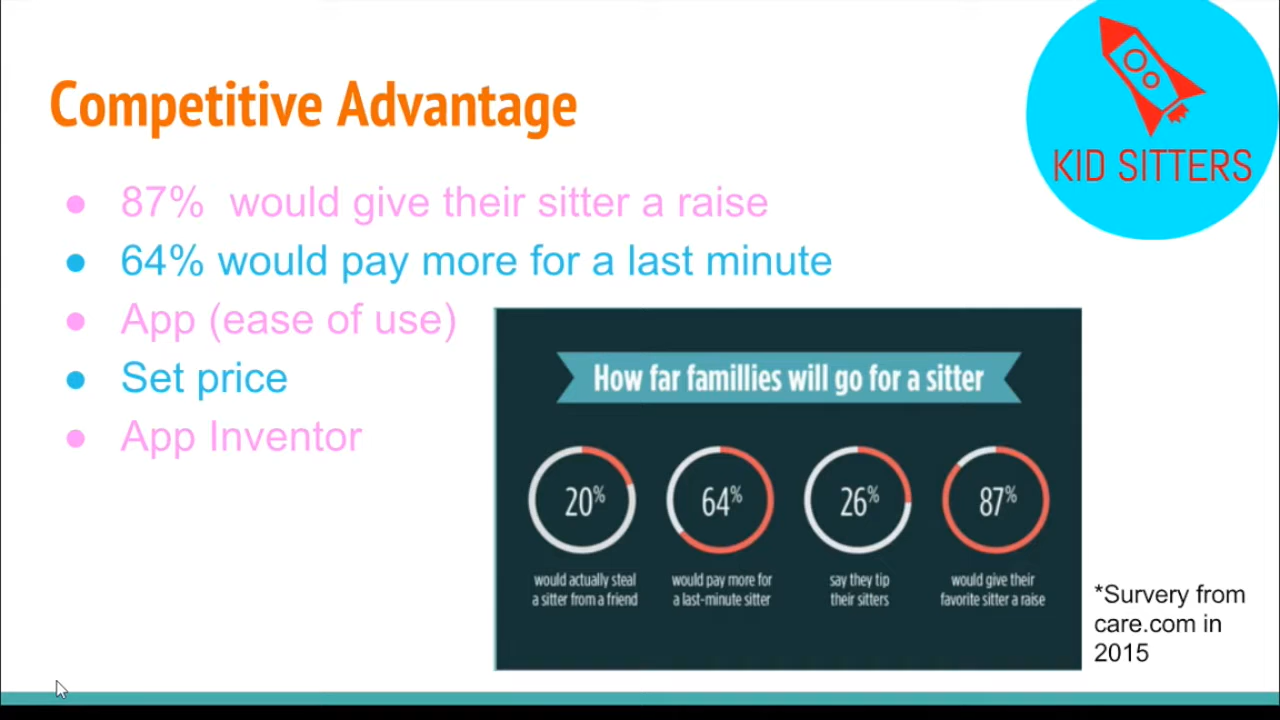 Competitive Advantage
KID SITTERS
● 87%  would give their sitter a raise
● 64% would pay more for a last minute
● App (ease of use)
● Set price
● App Inventor
How far famillies will go for a sitter
20%
would actually steal
a sitter from a friend
64%
would pay more for
a last-minute sitter
26%
say they tip
their sitters
87%
would give their
favorite sitter a raise
*Survery from
care.com in
2015